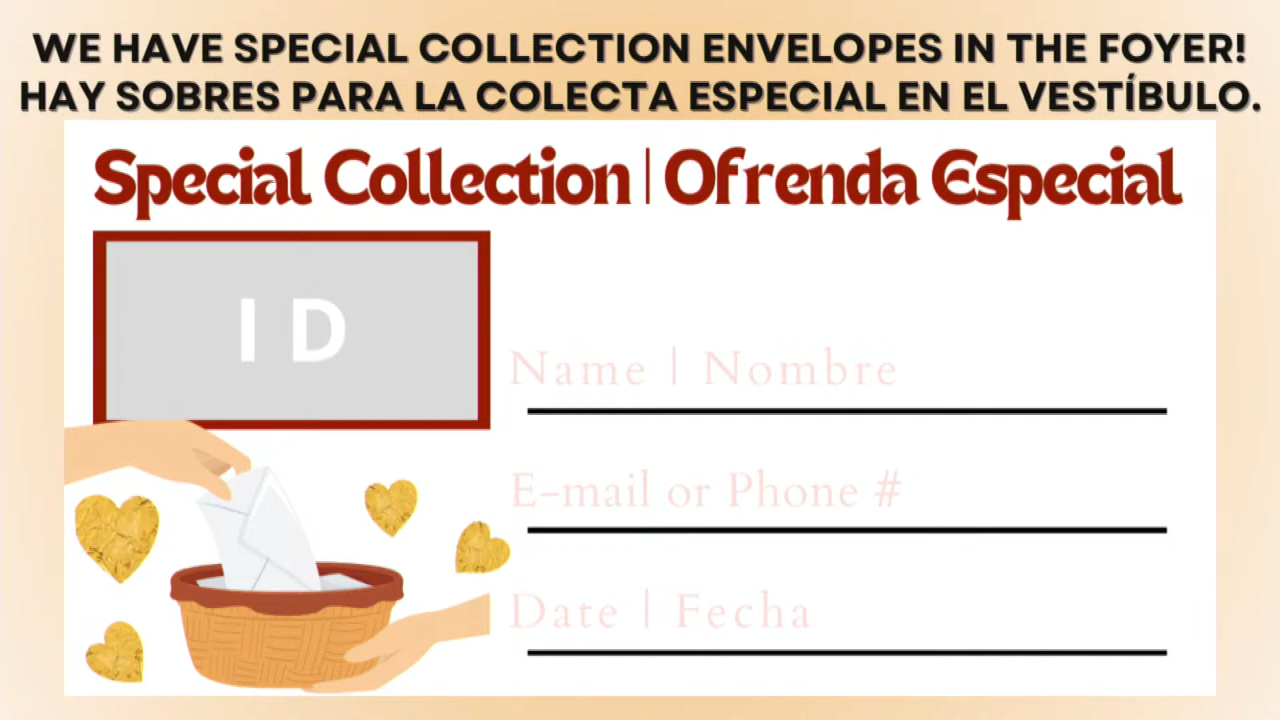 WE HAVE SPECIAL COLLECTION ENVELOPES IN THE FOYER!
HAY SOBRES PARA LA COLECTA ESPECIAL EN EL VESTÍBULO.
Special Collection | Ofrenda Especial
ID
Name | Nombre
E-mail or Phone #
Date | Fecha